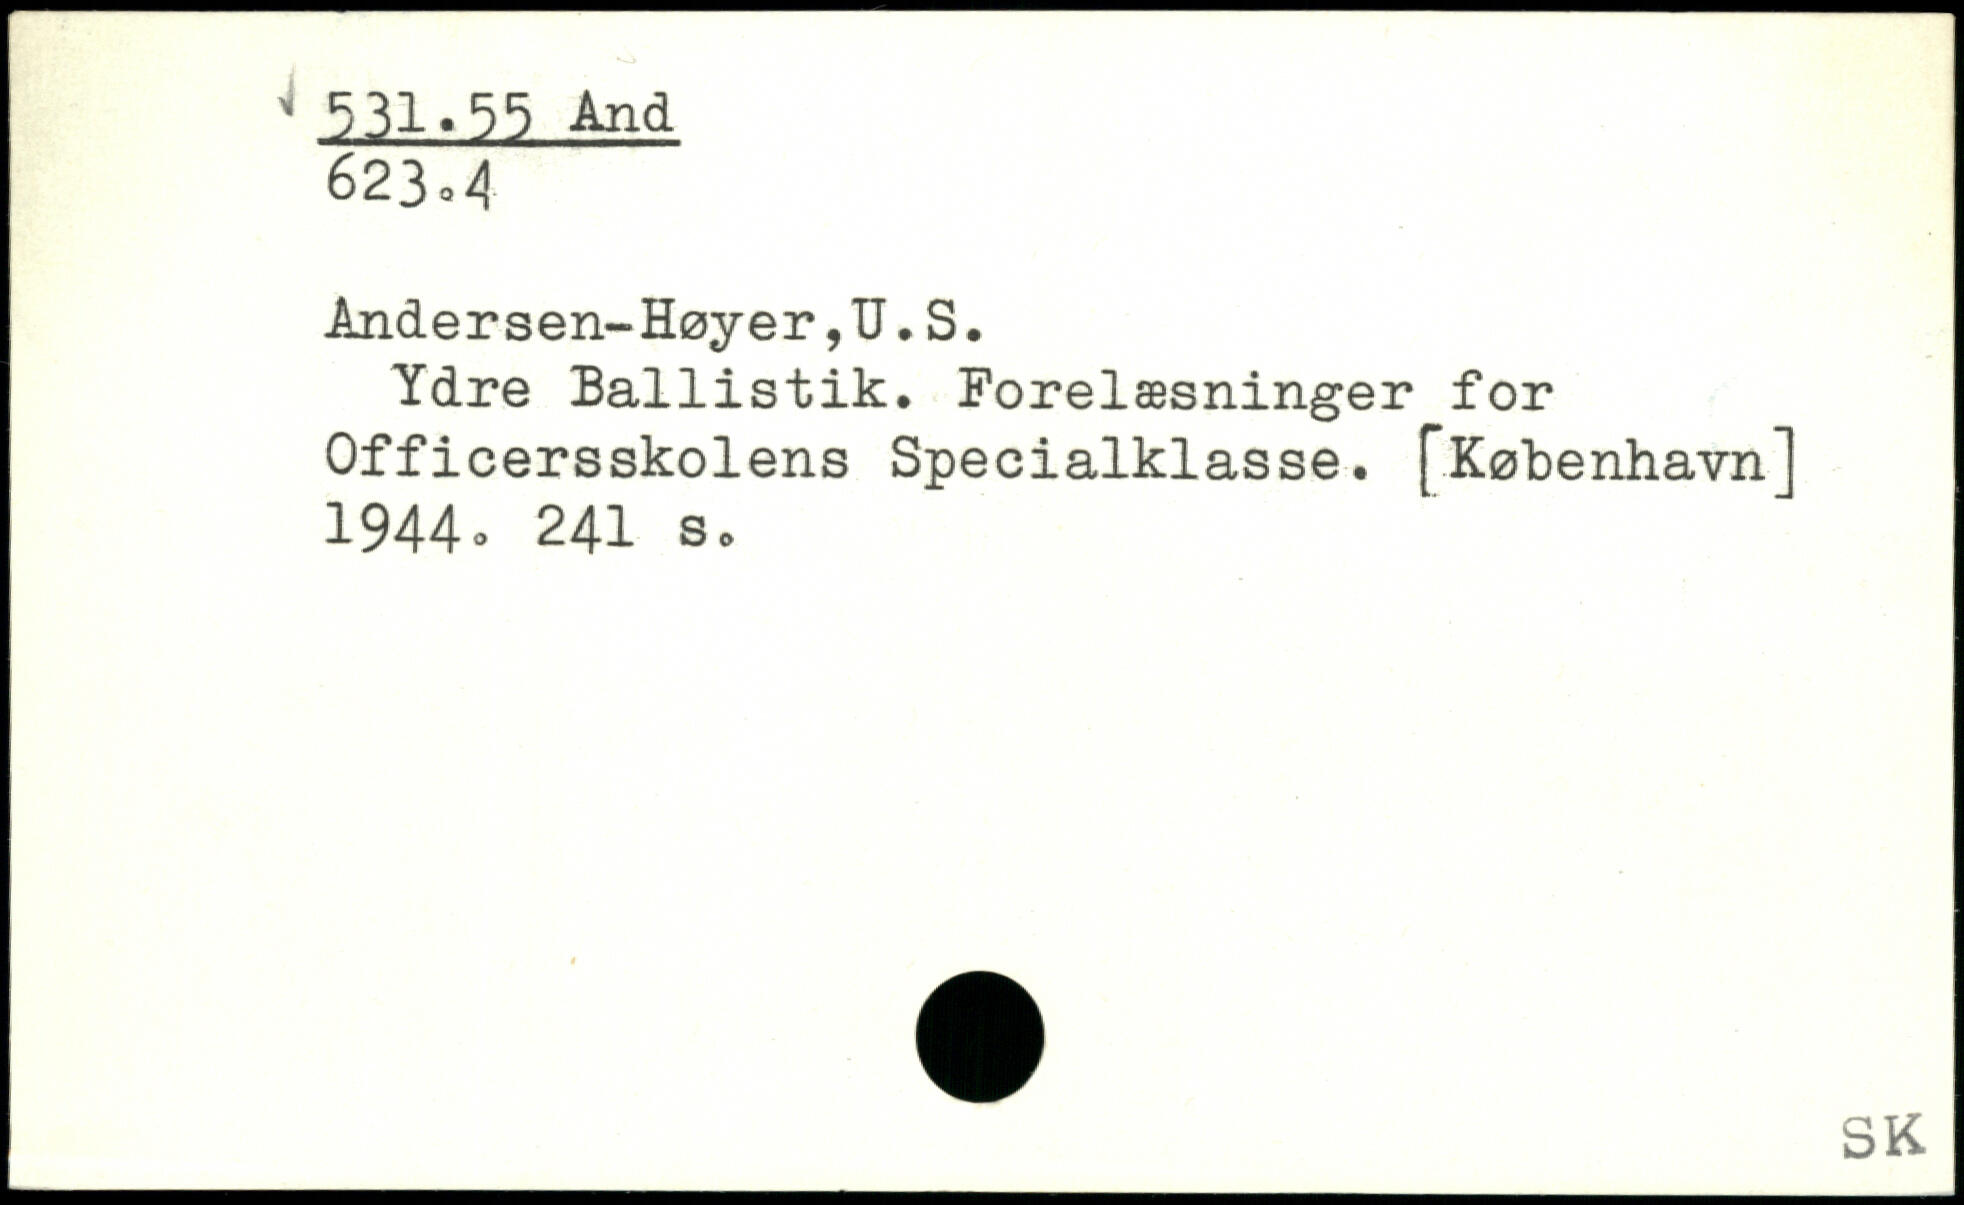 531.55 And
623.4
Andersen-Høyer,U.S.
Ydre Ballistik. Forelæsninger for
Officersskolens Specialklasse. [København]
1944. 241 s.
SK